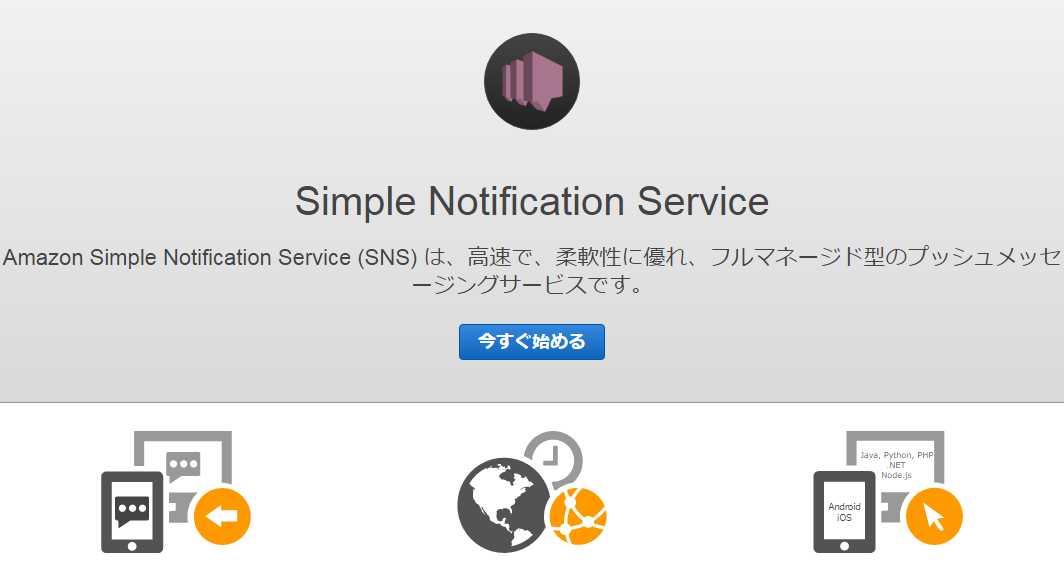 Simple Notification Service
Amazon Simple Notification Service (SNS) は、高速で、柔軟性に優れ、フルマネージド型のプッシュメッセ
ージングサービスです。
今すぐ始める
Java, Python, PHP
.NET
Node.js
Android
iOS